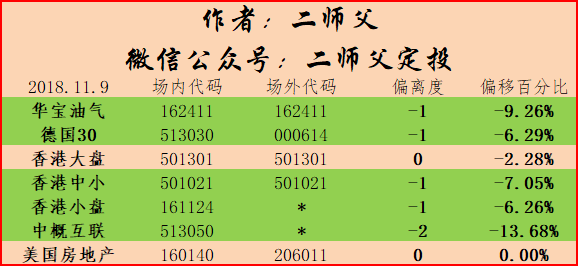 作者：二师父
微信公众号：二师父定投
2018.11.9 场内代码 场外代码 偏离度 偏移百分比
华宝油气 162411 162411 -1 -9.26%
德国30 513030 000614 -1 -6.29%
香港大盘 501301 501301 0 -2.28%
香港中小 501021 501021 -1 -7.05%
香港小盘 161124 * -1 -6.26%
中概互联 513050 * -2 -13.68%
美国房地产 160140 206011 0 0.00%